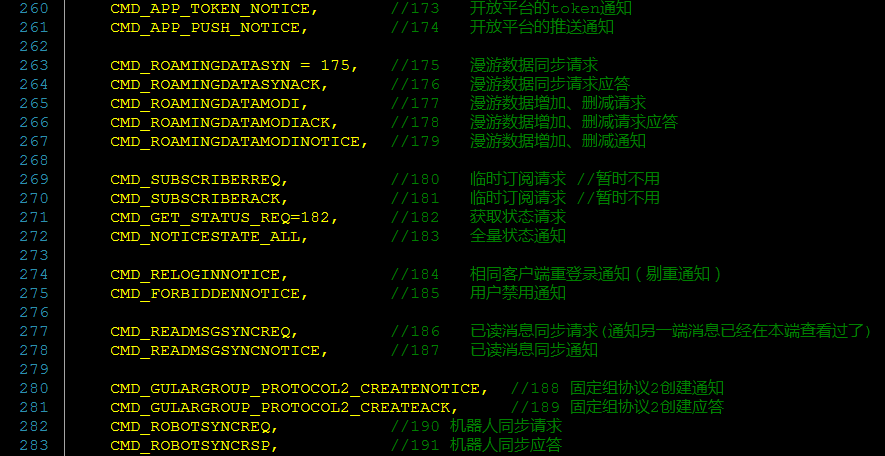 260 CMD_APP_TOKEN_NOTICE, //173 开放平台的token通知
261 CMD_APP_PUSH_NOTICE, //174 开放平台的推送通知
262
263 CMD_ROAMINGDATASYN = 175, //175 漫游数据同步请求
264 CMD_ROAMINGDATASYNACK, //176 漫游数据同步请求应答
265 CMD_ROAMINGDATAMODI, //177 漫游数据增加、删减请求
266 CMD_ROAMINGDATAMODIACK, //178 漫游数据增加、删减请求应答
267 CMD_ROAMINGDATAMODINOTICE, //179 漫游数据增加、删减通知
268
269 CMD_SUBSCRIBERREQ, //180 临时订阅请求 //暂时不用
270 CMD_SUBSCRIBERACK, //181 临时订阅请求 //暂时不用
271 CMD_GET_STATUS_REQ=182, //182 获取状态请求
272 CMD_NOTICESTATE_ALL, //183 全量状态通知
273
274 CMD_RELOGINNOTICE, //184 相同客户端重登录通知(剔重通知)
275 CMD_FORBIDDENNOTICE, //185 用户禁用通知
276
277 CMD_READMSGSYNCREQ, //186 已读消息同步请求(通知另一端消息已经在本端查看过了)
278 CMD_READMSGSYNCNOTICE, //187 已读消息同步通知
279
280 CMD_GULARGROUP_PROTOCOL2_CREATENOTICE, //188 固定组协议2创建通知
281 CMD_GULARGROUP_PROTOCOL2_CREATEACK, //189 固定组协议2创建应答
282 CMD_ROBOTSYNCREQ, //190 机器人同步请求
283 CMD_ROBOTSYNCRSP, //191 机器人同步应答